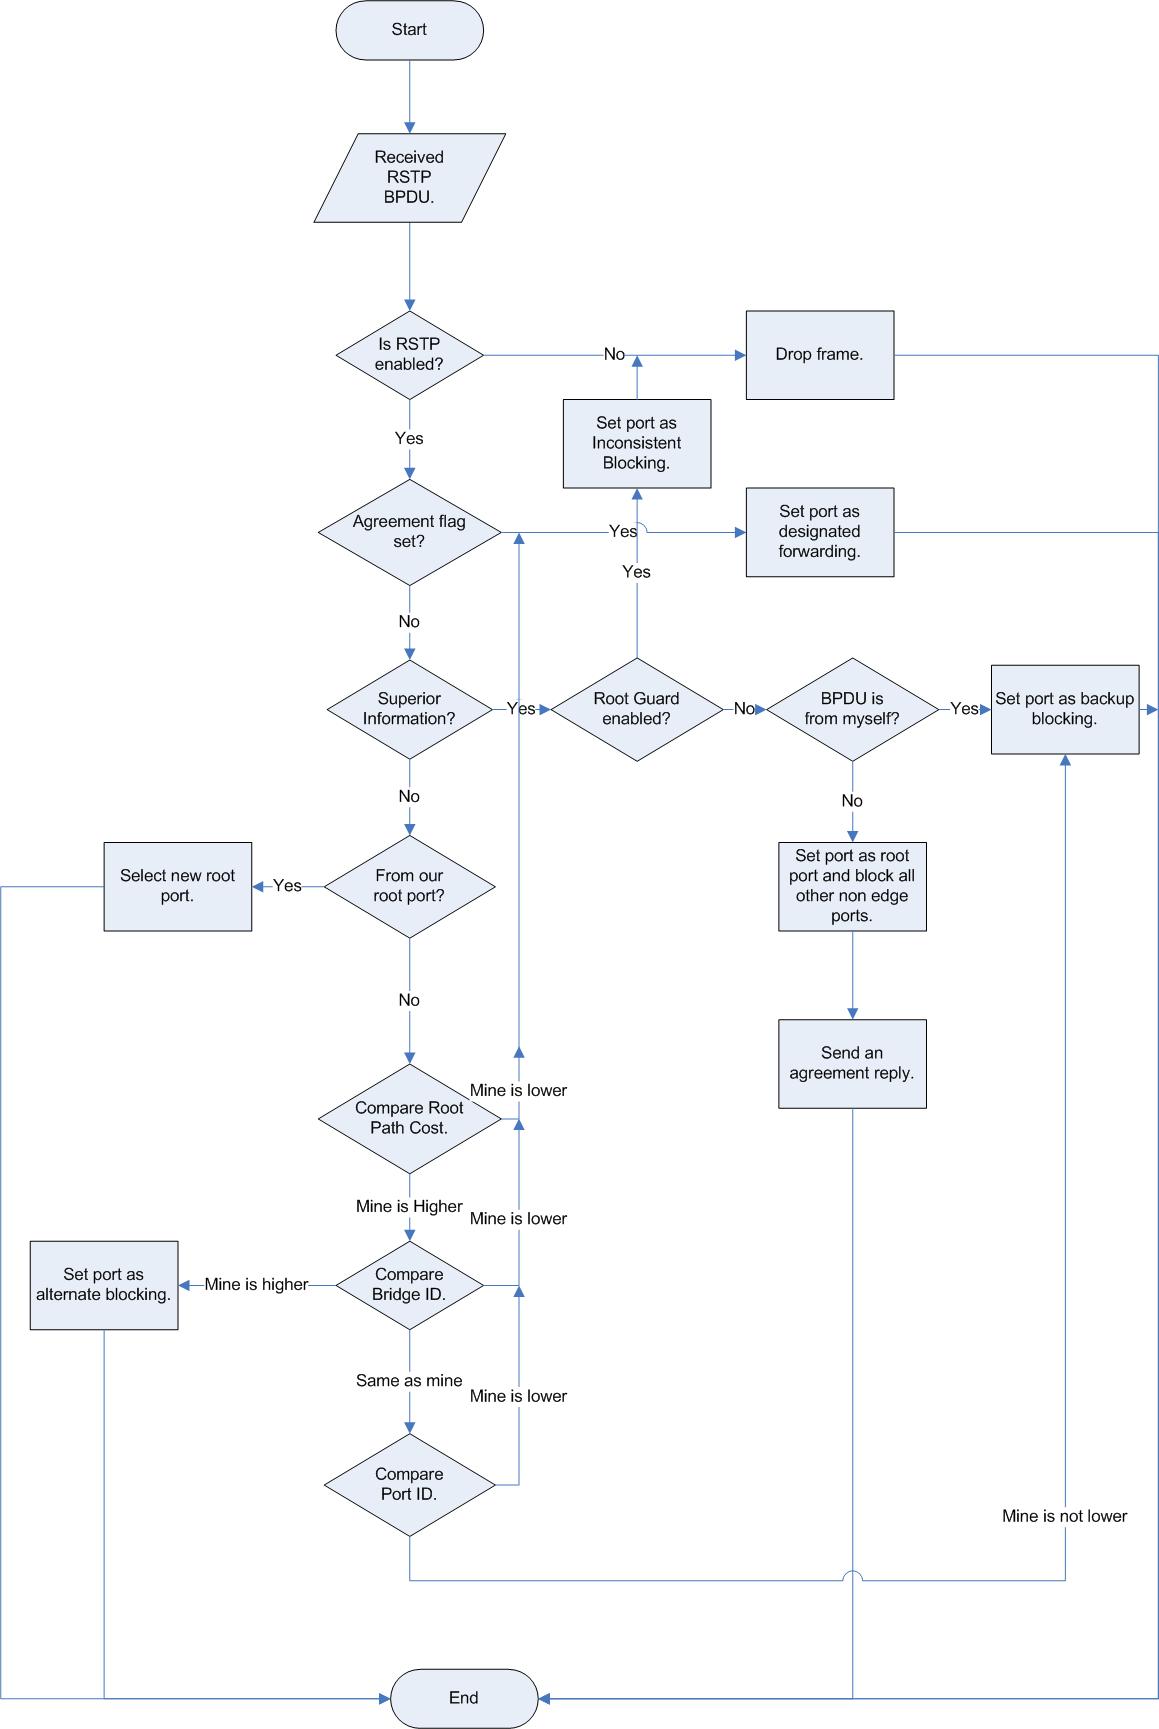 Start
Received
RSTP
BPDU.
Is RSTP
enabled?
No
Drop frame.
Set port as
Inconsistent
Blocking.
Yes
Agreement flag
set?
Yes
Set port as
designated
forwarding.
Yes
No
Superior
Information?
Yes
Root Guard
enabled?
No
BPDU is
from myself?
Yes
Set port as backup
blocking.
No
No
Select new root
port.
Yes
From our
root port?
Set port as root
port and block all
other non edge
ports.
No
Send an
agreement reply.
Mine is lower
Compare Root
Path Cost.
Mine is Higher
Mine is lower
Set port as
alternate blocking.
Mine is higher
Compare
Bridge ID.
Same as mine
Mine is lower
Compare
Port ID.
Mine is not lower
End